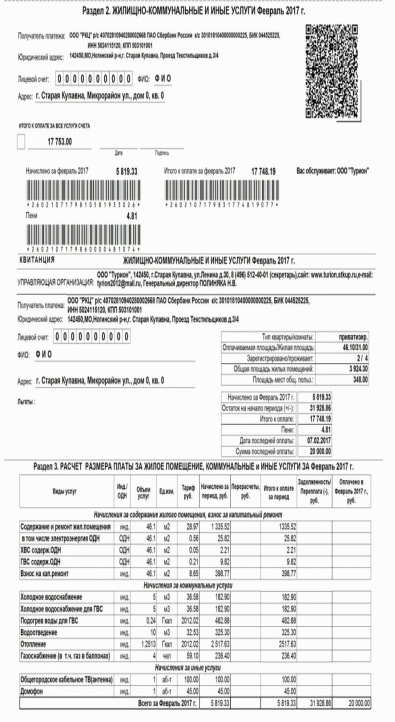 Раздел 2. ЖИЛИЩНО-КОММУНАЛЬНЫЕ И ИНЫЕ УСЛУГИ Февраль 2017 г.
Получатель платежа: ООО "РКЦ" р/с 40702810940280002668 ПАО Сбербанк России к/с 30101810400000000225, БИК 044525225,
ИНН 5024115120, КПП 503101001
Юридический адрес: 142450,МО,Ногинский р-н,г. Старая Купавна, Проезд Текстильщиков д.3/4
Лицевой счет: 0 0 0 0 0 0 0 0 0 0 ФИО: Ф И О
Адрес: г. Старая Купавна, Микрорайон ул., дом 0, кв. 0
ИТОГО К ОПЛАТЕ ЗА ВСЕ УСЛУГИ СЧЕТА
17 753.00
Дата Подпись
Начислено за февраль 2017 5 819.33 Итого к оплате за февраль 2017 17 748.19 Вас обслуживает: ООО "Турион"
Пени 4.81
КВИТАНЦИЯ ЖИЛИЩНО-КОММУНАЛЬНЫЕ И ИНЫЕ УСЛУГИ Февраль 2017 г.
УПРАВЛЯЮЩАЯ ОРГАНИЗАЦИЯ: ООО "Турион", 142450, г.Старая Купавна, ул.Ленина д.30, 8 (496) 512-40-01 (секретарь),сайт: www.turion.stkup.ru,e-mail:
tyrion2012@mail.ru, Генеральный директор ПОЛИНЯКА Н.В.
Получатель платежа: ООО "РКЦ" р/с 40702810940280002668 ПАО Сбербанк России к/с 30101810400000000225, БИК 044525225,
ИНН 5024115120, КПП 503101001
Юридический адрес: 142450,МО,Ногинский р-н,г. Старая Купавна, Проезд Текстильщиков д.3/4
Лицевой счет: 0 0 0 0 0 0 0 0 0 0
ФИО: Ф И О
Адрес: г. Старая Купавна, Микрорайон ул., дом 0, кв. 0
Льготы :
Тип квартиры/комнаты: приватизир.
Оплачиваемая площадь/Жилая площадь: 46.10/31.00
Зарегистрировано/проживает: 2 / 4
Общая площадь жилых помещений: 3 924.30
Площадь мест общ. польз.: 348.00
Начислено за Февраль 2017 г.: 5 819.33
Остаток на начало периода (+/-): 31 928.86
Итого к оплате: 17 748.19
Пени: 4.81
Дата последней оплаты: 07.02.2017
Сумма последней оплаты: 20 000.00
Раздел 3. РАСЧЕТ РАЗМЕРА ПЛАТЫ ЗА ЖИЛОЕ ПОМЕЩЕНИЕ, КОММУНАЛЬНЫЕ и ИНЫЕ УСЛУГИ ЗА Февраль 2017 г.
Виды услуг Инд./ ОДН Объем услуг Ед.изм. Тариф руб. Начислено за период, руб. Перерасчеты, руб. Итого к оплате за период Задолженность/ Переплата (-), руб. Оплачено в Феврале 2017 г., руб.
Начисления за содержание жилого помещения, взнос за капитальный ремонт
Содержание и ремонт жил.помещения инд. 46.1 м2 28.97 1 335.52 1335.52
в том числе электроэнергия ОДН ОДН 46.1 м2 0.56 25.82 25.82
ХВС содерж.ОДН ОДН 46.1 м2 0.05 2.21 2.21
ГВС содерж.ОДН ОДН 46.1 м2 0.21 9.82 9.82
Взнос на кап.ремонт инд. 46.1 м2 8.65 398.77 398.77
Начисления за коммунальные услуги
Холодное водоснабжение инд. 5 м3 36.58 182.90 182.90
Холодное водоснабжение для ГВС инд. 5 м3 36.58 182.90 182.90
Подогрев воды для ГВС инд. 0.24 Гкал 2012.02 482.88 482.88
Водоотведение инд. 10 м3 32.53 325.30 325.30
Отопление инд. 1.2513 Гкал 2012.02 2 517.63 2517.63
Газоснабжение (в т.ч. газ в баллонах) инд. 4 чел 59.10 236.40 236.40
Начисления за иные услуги
Общегородское кабельное ТВ(антенна) инд. 1 аб-т 100.00 100.00 100.00
Домофон инд. 1 аб-т 45.00 45.00 45.00
Всего за Февраль 2017 г. 5 819.33 5 819.33 31 928.86 20 000.00